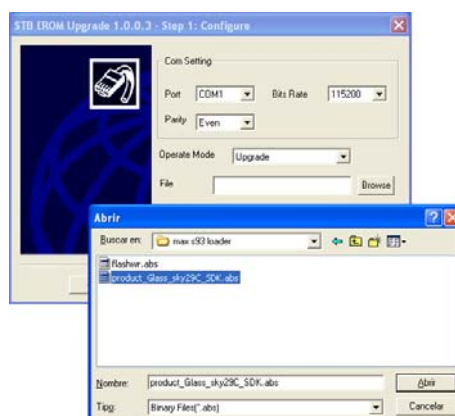 STB EROM Upgrade 1.0.0.3 - Step 1: Configure
Com Setting
Port COM1 Bits Rate 115200
Parity Even
Operate Mode Upgrade
File Browse
Abrir
Buscar en: max s93 loader
flashwr.abs
product_Glass_sky29C_SDK.abs
Nombre: product_Glass_sky29C_SDK.abs Abrir
Tipo: Binary Files(*.abs) Cancelar